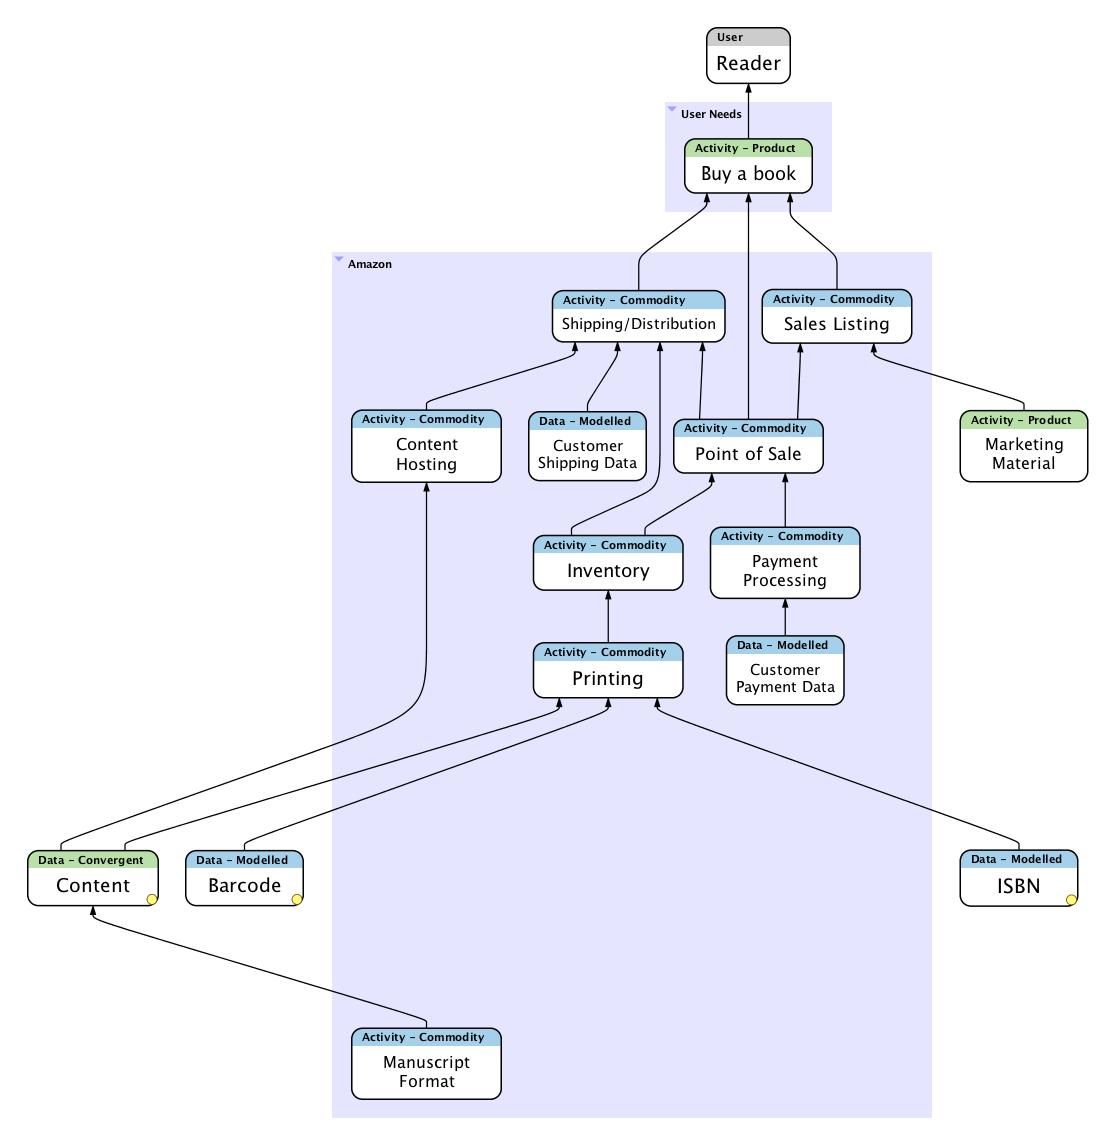 User
Reader
User Needs
Activity – Product
Buy a book
Amazon
Activity – Commodity
Shipping/Distribution
Activity – Commodity
Sales Listing
Activity – Commodity
Content
Hosting
Data – Modelled
Customer
Shipping Data
Activity – Commodity
Point of Sale
Activity – Product
Marketing
Material
Activity – Commodity
Inventory
Activity – Commodity
Payment
Processing
Activity – Commodity
Printing
Data – Modelled
Customer
Payment Data
Data – Convergent
Content
Data – Modelled
Barcode
Data – Modelled
ISBN
Activity – Commodity
Manuscript
Format